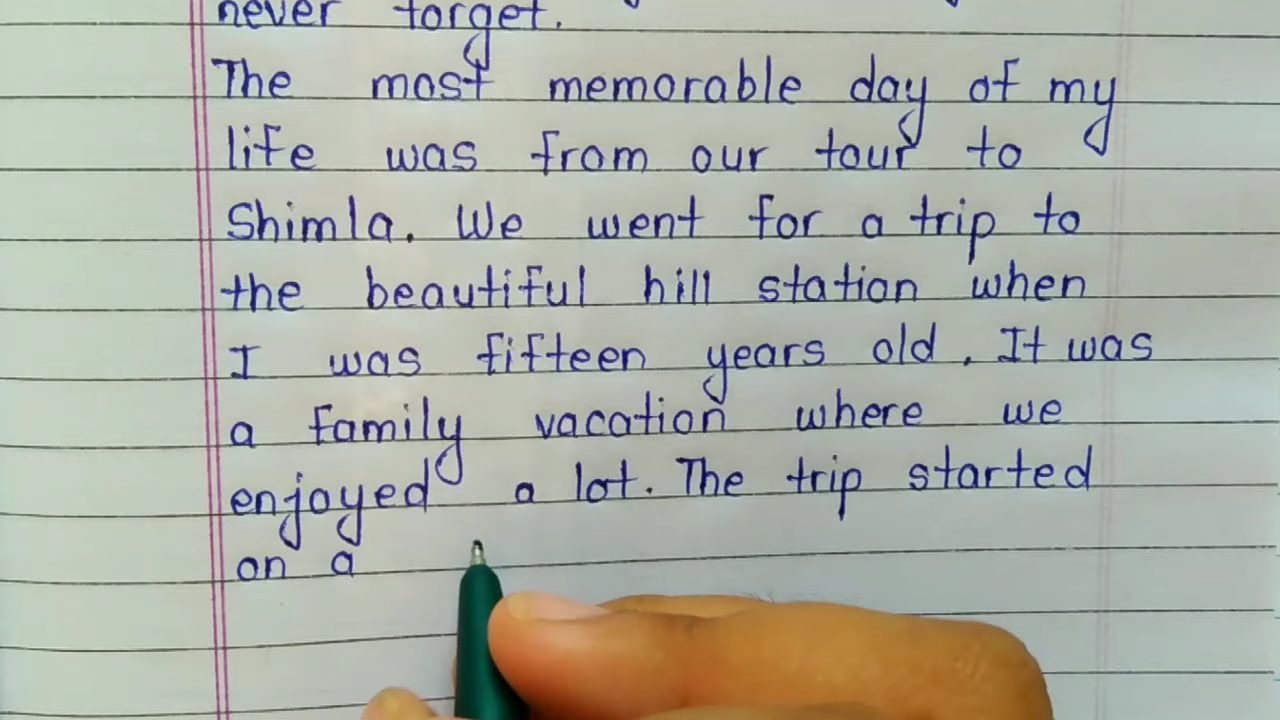 never forget.
The most memorable day of my
life was from our tour to
Shimla. We went for a trip to
the beautiful hill station when
I was fifteen years old. It was
a family vacation where we
enjoyed a lot. The trip started
on a